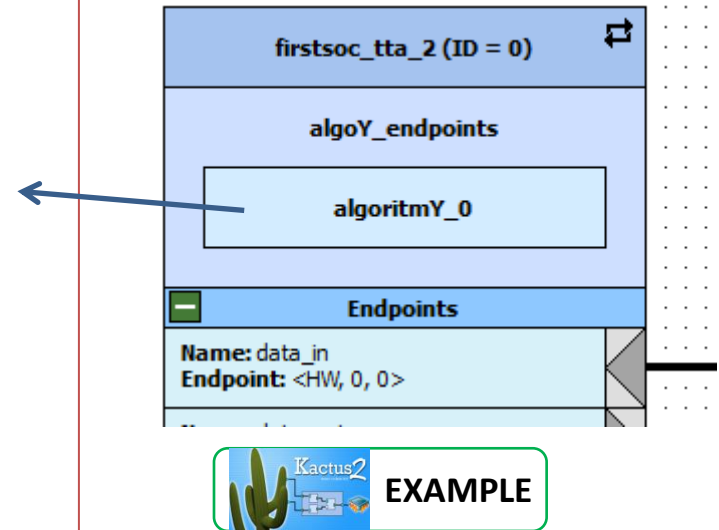 firstsoc_tta_2 (ID = 0)
algoY_endpoints
algoritmY_0
Endpoints
Name: data_in
Endpoint: <HW, 0, 0>
Kactus2
EXAMPLE